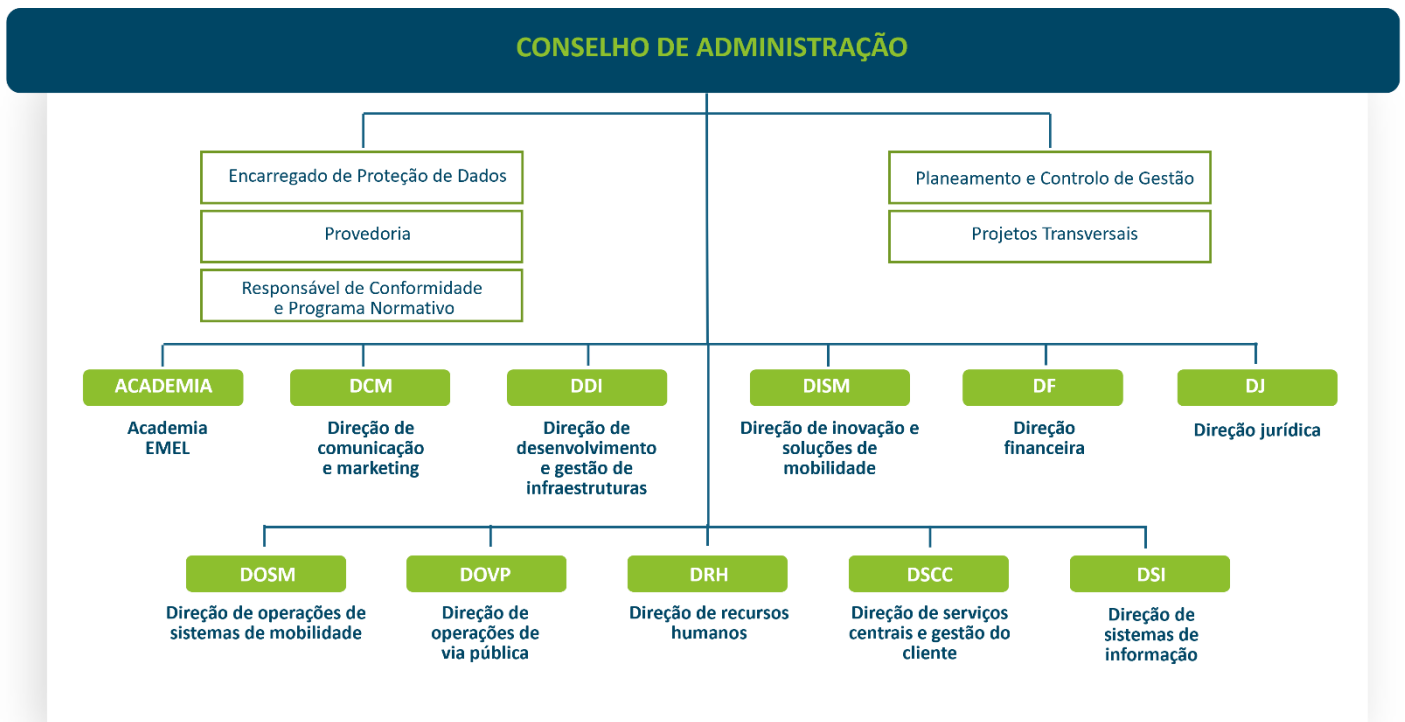 CONSELHO DE ADMINISTRAÇÃO
Encarregado de Proteção de Dados
Provedoria
Responsável de Conformidade
e Programa Normativo
Planeamento e Controlo de Gestão
Projetos Transversais
ACADEMIA
Academia
EMEL
DCM
Direção de
comunicação
e marketing
DDI
Direção de
desenvolvimento
e gestão de
infraestruturas
DISM
Direção de inovação e
soluções de
mobilidade
DF
Direção
financeira
DJ
Direção jurídica
DOSM
Direção de operações de
sistemas de mobilidade
DOVP
Direção de
operações de
via pública
DRH
Direção de recursos
humanos
DSCC
Direção de serviços
centrais e gestão do
cliente
DSI
Direção de
sistemas de
informação